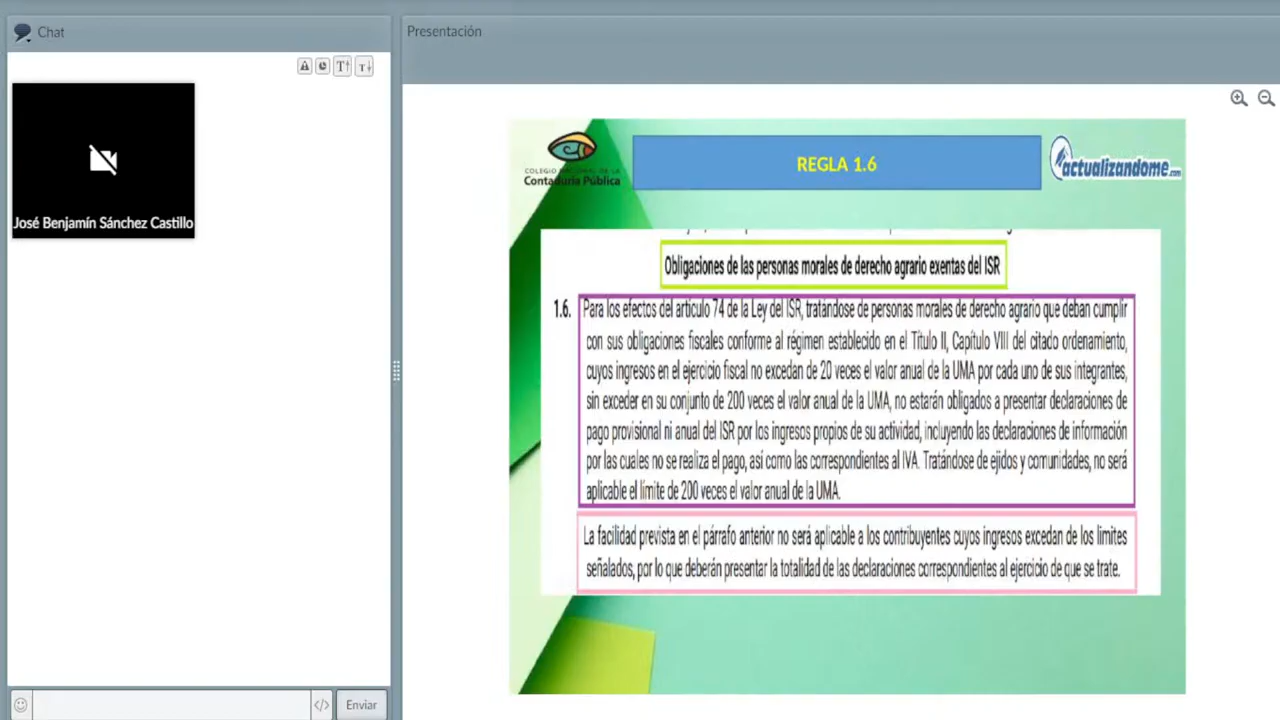 Chat
Presentación
José Benjamín Sánchez Castillo
COLEGIO NACIONAL DE LA
Contaduría Pública
REGLA 1.6
actualizandome.com
Obligaciones de las personas morales de derecho agrario exentas del ISR
1.6. Para los efectos del artículo 74 de la Ley del ISR, tratándose de personas morales de derecho agrario que deban cumplir
con sus obligaciones fiscales conforme al régimen establecido en el Título II, Capítulo VIII del citado ordenamiento,
cuyos ingresos en el ejercicio fiscal no excedan de 20 veces el valor anual de la UMA por cada uno de sus integrantes,
sin exceder en su conjunto de 200 veces el valor anual de la UMA, no estarán obligados a presentar declaraciones de
pago provisional ni anual del ISR por los ingresos propios de su actividad, incluyendo las declaraciones de información
por las cuales no se realiza el pago, así como las correspondientes al IVA. Tratándose de ejidos y comunidades, no será
aplicable el límite de 200 veces el valor anual de la UMA.
La facilidad prevista en el párrafo anterior no será aplicable a los contribuyentes cuyos ingresos excedan de los límites
señalados, por lo que deberán presentar la totalidad de las declaraciones correspondientes al ejercicio de que se trate.
Enviar